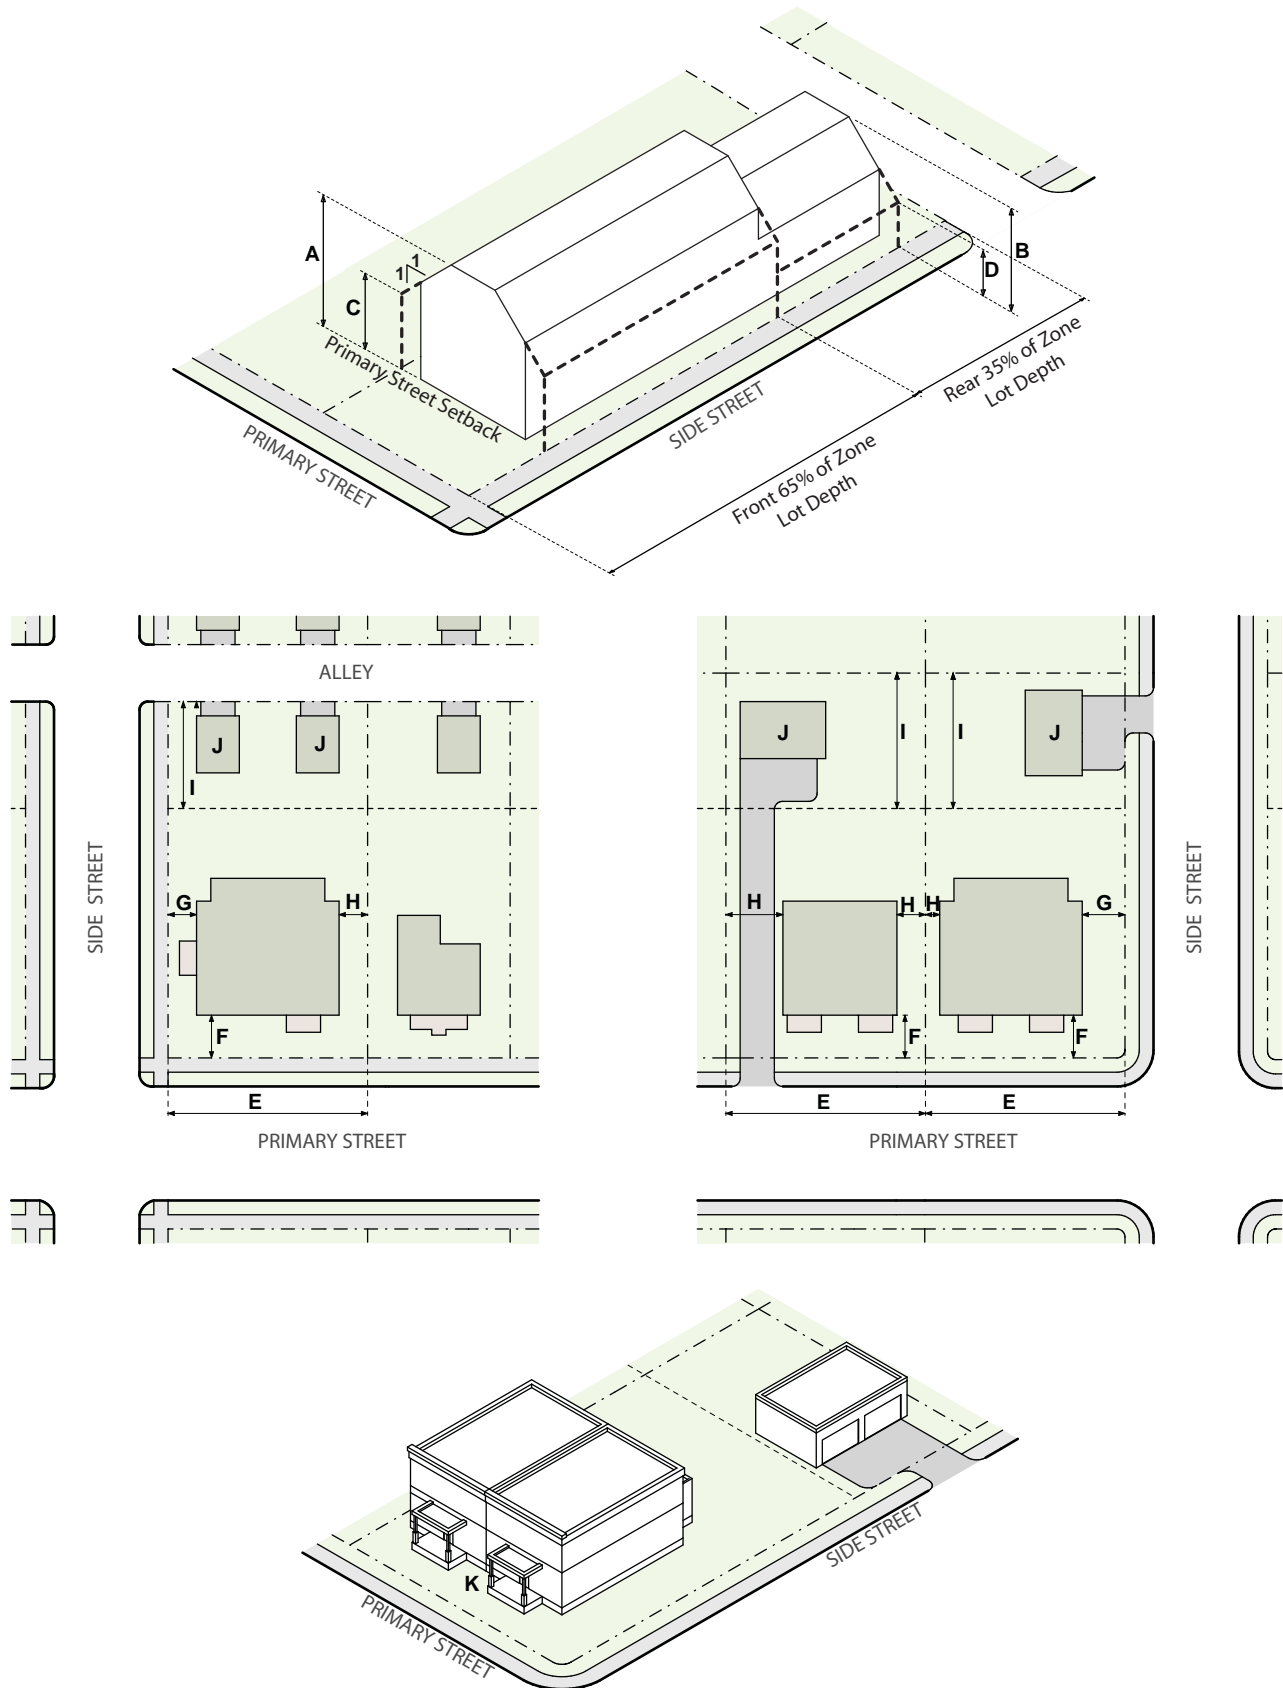 A
1
1
C
B
D
Primary Street Setback
PRIMARY STREET
SIDE STREET
Rear 35% of Zone
Lot Depth
Front 65% of Zone
Lot Depth
ALLEY
J
J
I
SIDE STREET
G
H
F
E
PRIMARY STREET
J
I
I
J
H
H
H
G
F
F
SIDE STREET
E
E
PRIMARY STREET
K
PRIMARY STREET
SIDE STREET